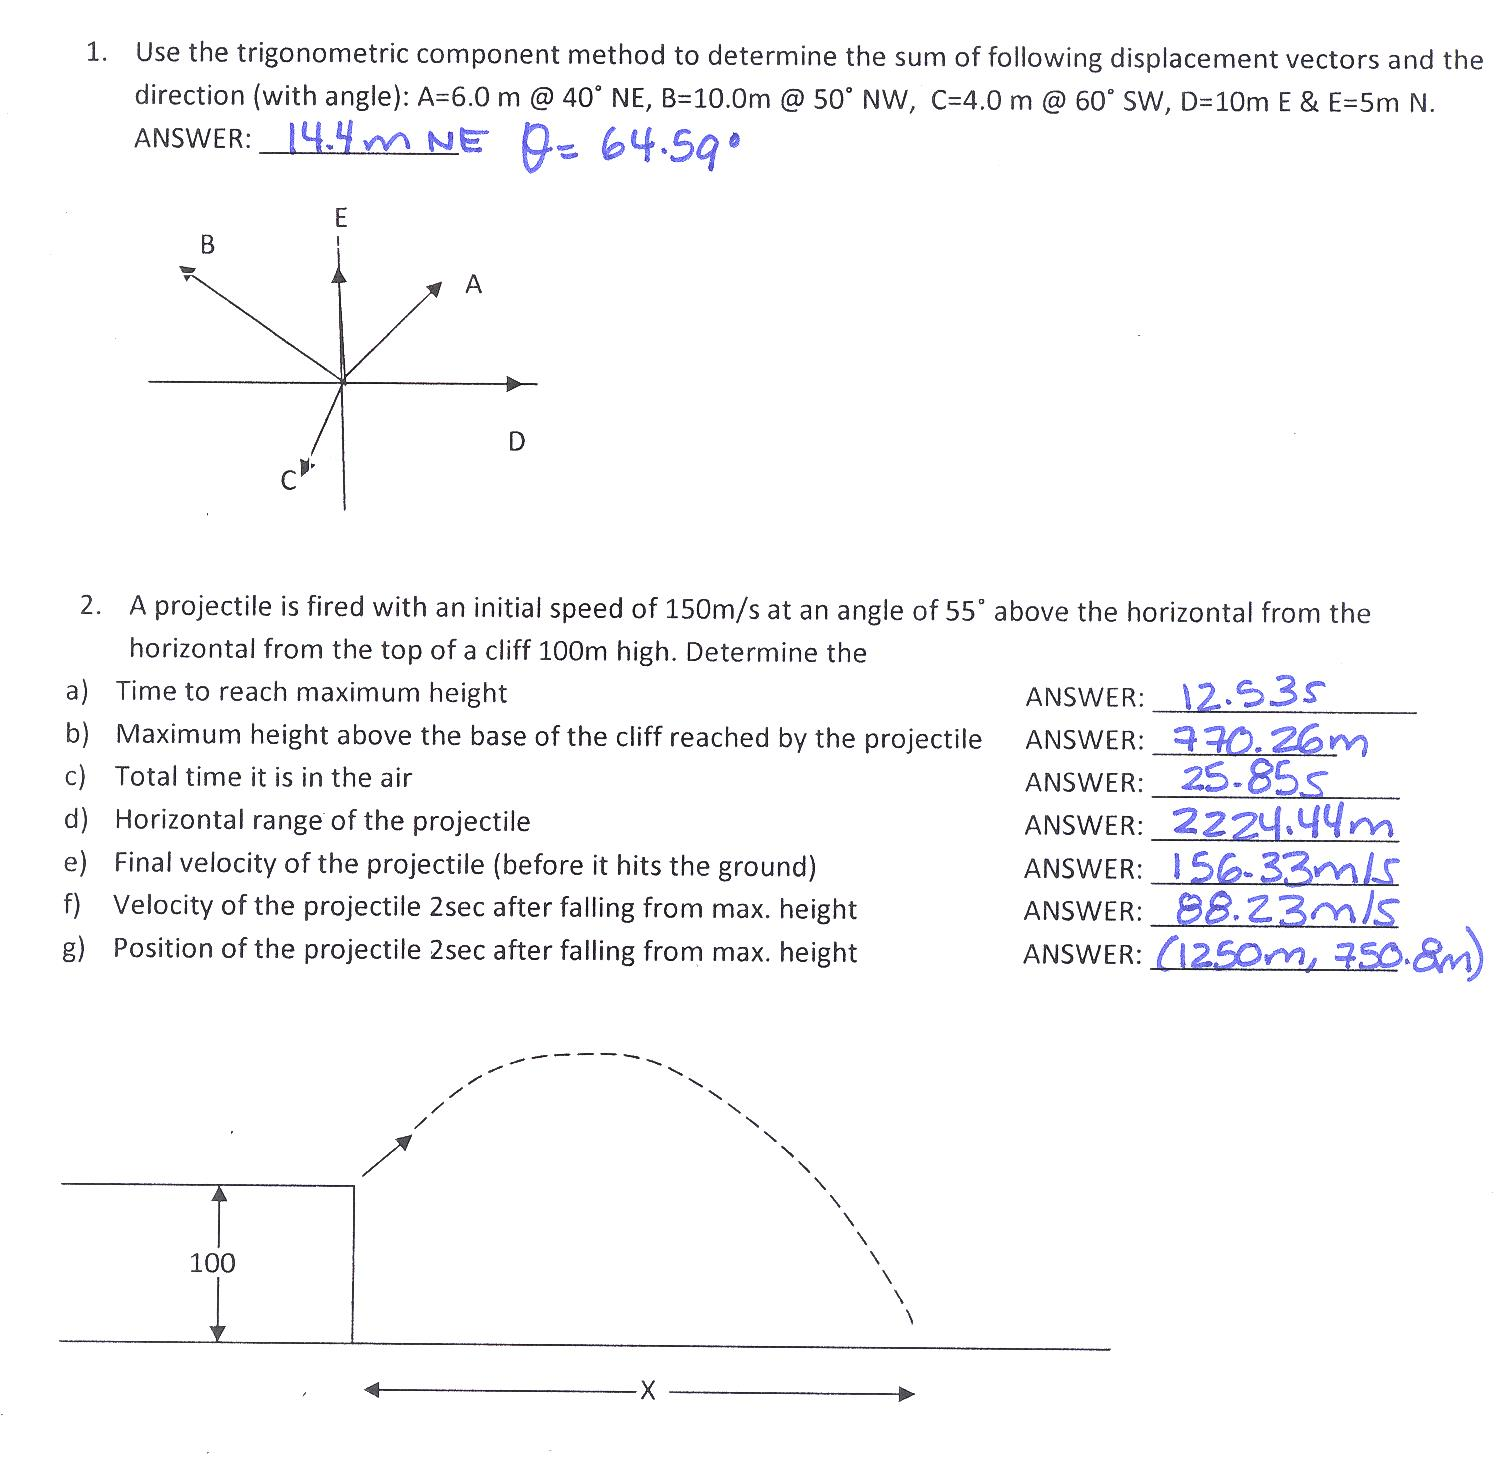 1. Use the trigonometric component method to determine the sum of following displacement vectors and the
direction (with angle): A=6.0 m @ 40° NE, B=10.0m @ 50° NW, C=4.0 m @ 60° SW, D=10m E & E=5m N.
ANSWER: 14.4m NE θ= 64.59°
E
B
A
D
C
2. A projectile is fired with an initial speed of 150m/s at an angle of 55° above the horizontal from the
horizontal from the top of a cliff 100m high. Determine the
a) Time to reach maximum height ANSWER: 12.53s
b) Maximum height above the base of the cliff reached by the projectile ANSWER: 770.26m
c) Total time it is in the air ANSWER: 25.85s
d) Horizontal range of the projectile ANSWER: 2224.44m
e) Final velocity of the projectile (before it hits the ground) ANSWER: 156.33m/s
f) Velocity of the projectile 2sec after falling from max. height ANSWER: 88.23m/s
g) Position of the projectile 2sec after falling from max. height ANSWER: (1250m, 750.8m)
100
X